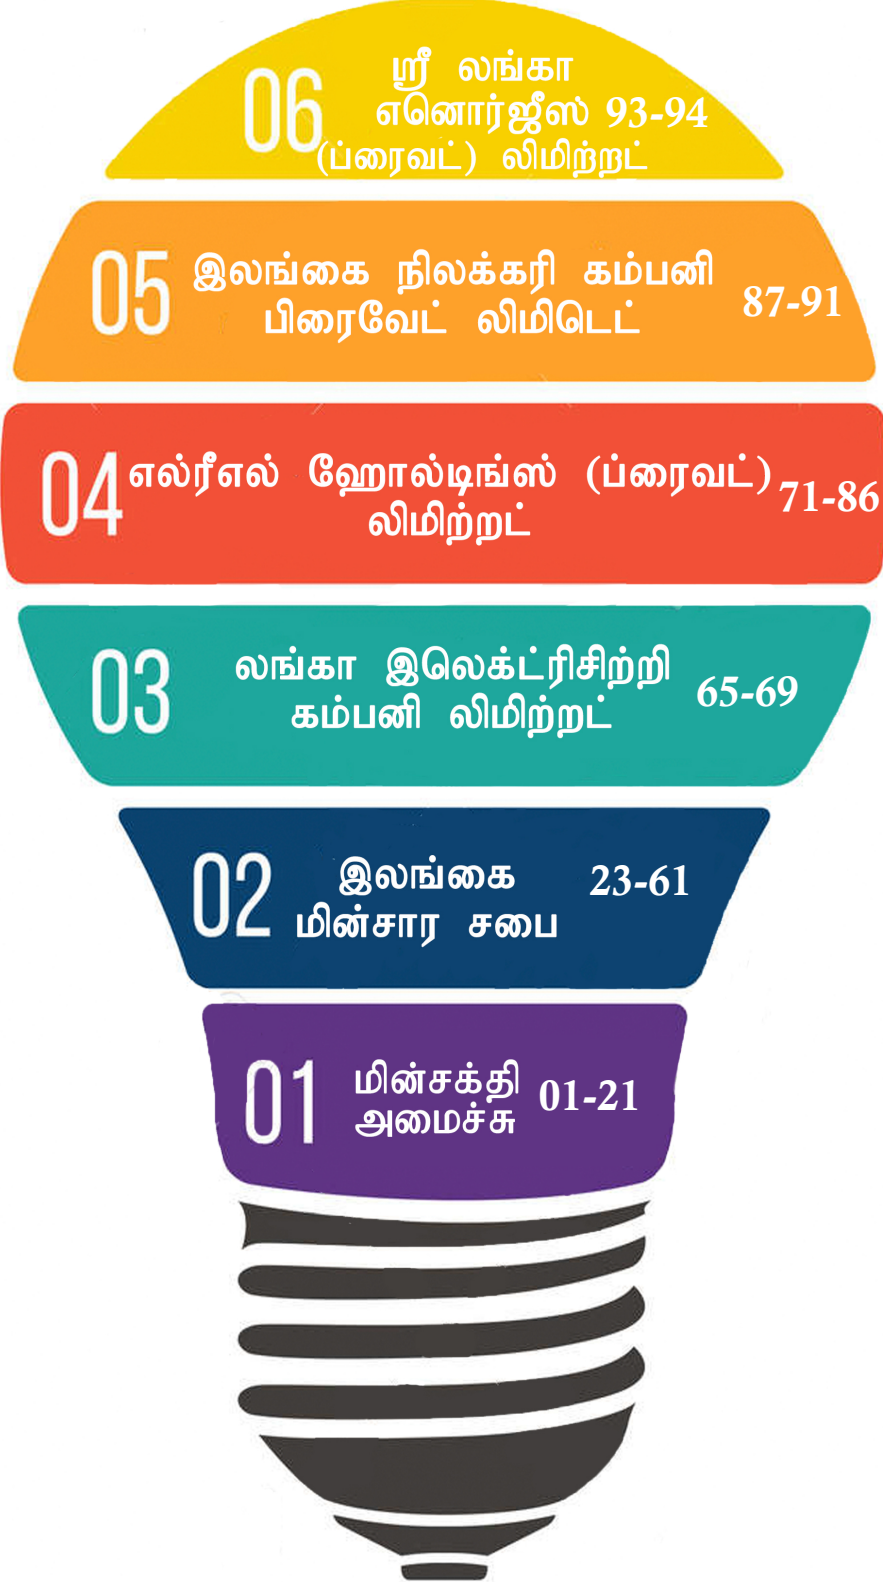 06
ஸ்ரீ லங்கா
எனொர்ஜீஸ் 93-94
(ப்ரைவட்) லிமிற்றட்
05
இலங்கை நிலக்கரி கம்பனி
பிரைவேட் லிமிடெட்
87-91
04
எல்ரீஎல் ஹோல்டிங்ஸ் (ப்ரைவட்)
லிமிற்றட்
71-86
03
லங்கா இலெக்ட்ரிசிற்றி
கம்பனி லிமிற்றட்
65-69
02
இலங்கை 23-61
மின்சார சபை
01
மின்சக்தி
அமைச்சு
01-21